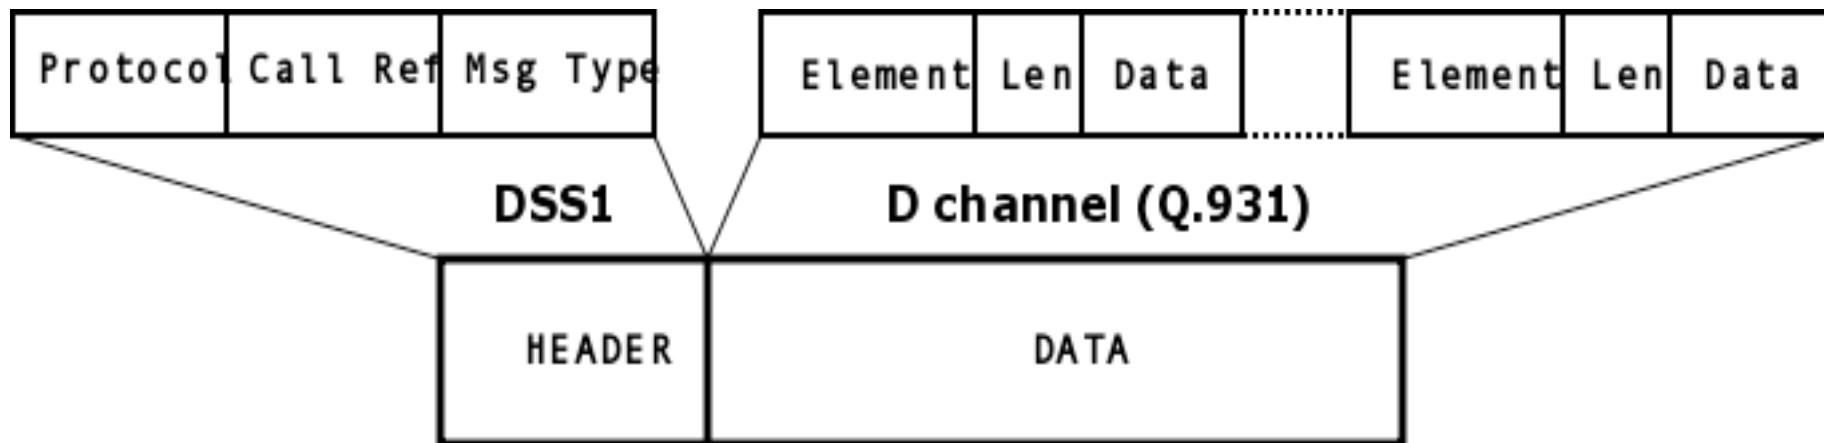 Protocol Call Ref Msg Type Element Len Data Element Len Data
DSS1 D channel (Q.931)
HEADER DATA